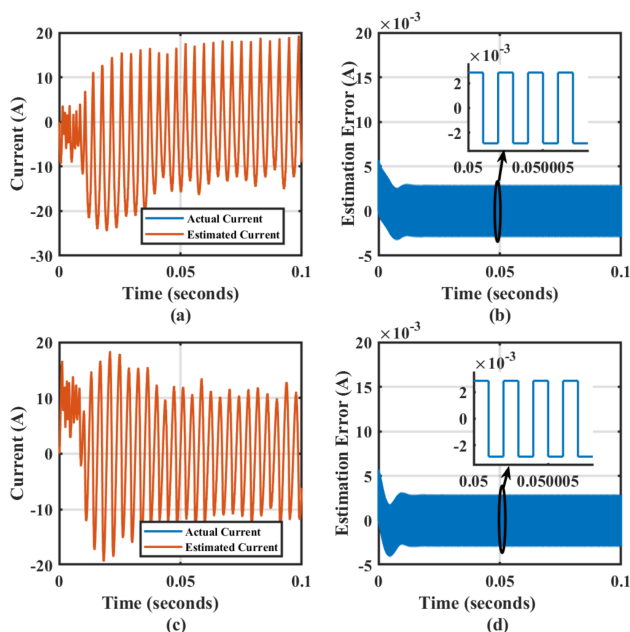 20
10
0
-10
-20
-30
Current (A)
Actual Current
Estimated Current
0 0.05 0.1
Time (seconds)
(a)
×10⁻³
20
15
10
5
0
-5
Estimation Error (A)
×10⁻³
2
0
-2
0.05 0.050005
0 0.05 0.1
Time (seconds)
(b)
20
10
0
-10
-20
Current (A)
Actual Current
Estimated Current
0 0.05 0.1
Time (seconds)
(c)
×10⁻³
20
15
10
5
0
-5
Estimation Error (A)
×10⁻³
2
0
-2
0.05 0.050005
0 0.05 0.1
Time (seconds)
(d)